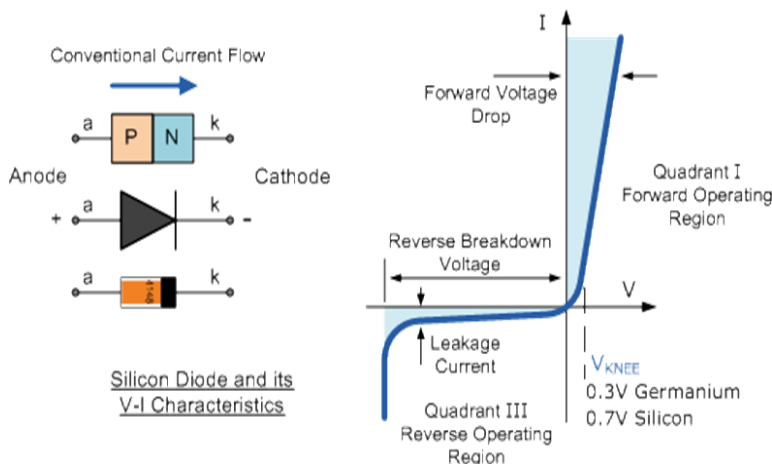 Conventional Current Flow
a
P
N
k
Anode
Cathode
+
a
k
-
a
4148
k
Silicon Diode and its
V-I Characteristics
I
Forward Voltage
Drop
Quadrant I
Forward Operating
Region
Reverse Breakdown
Voltage
V
Leakage
Current
VKNEE
0.3V Germanium
0.7V Silicon
Quadrant III
Reverse Operating
Region